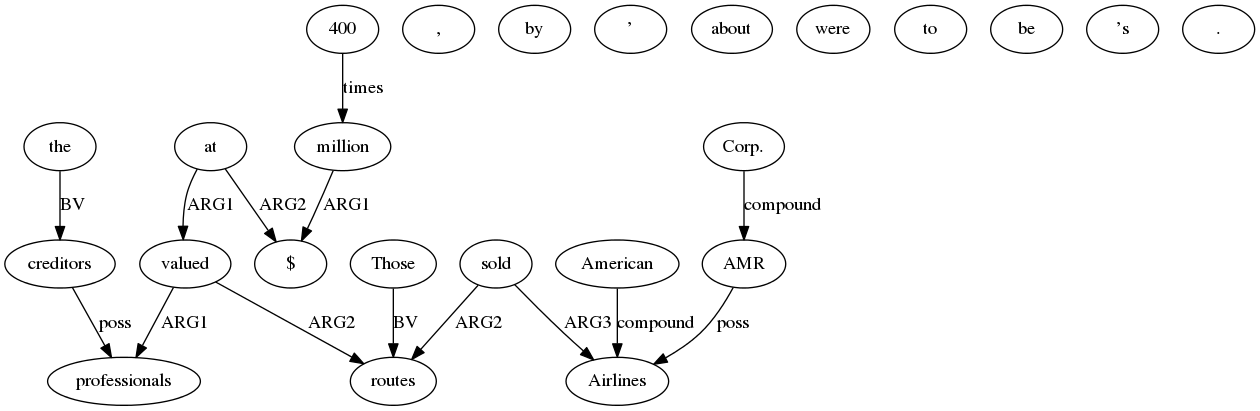 400 , by ’ about were to be ’s .
times
the at million Corp.
BV ARG1 ARG2 ARG1 compound
creditors valued $ Those sold American AMR
poss ARG1 ARG2 BV ARG2 ARG3 compound poss
professionals routes Airlines